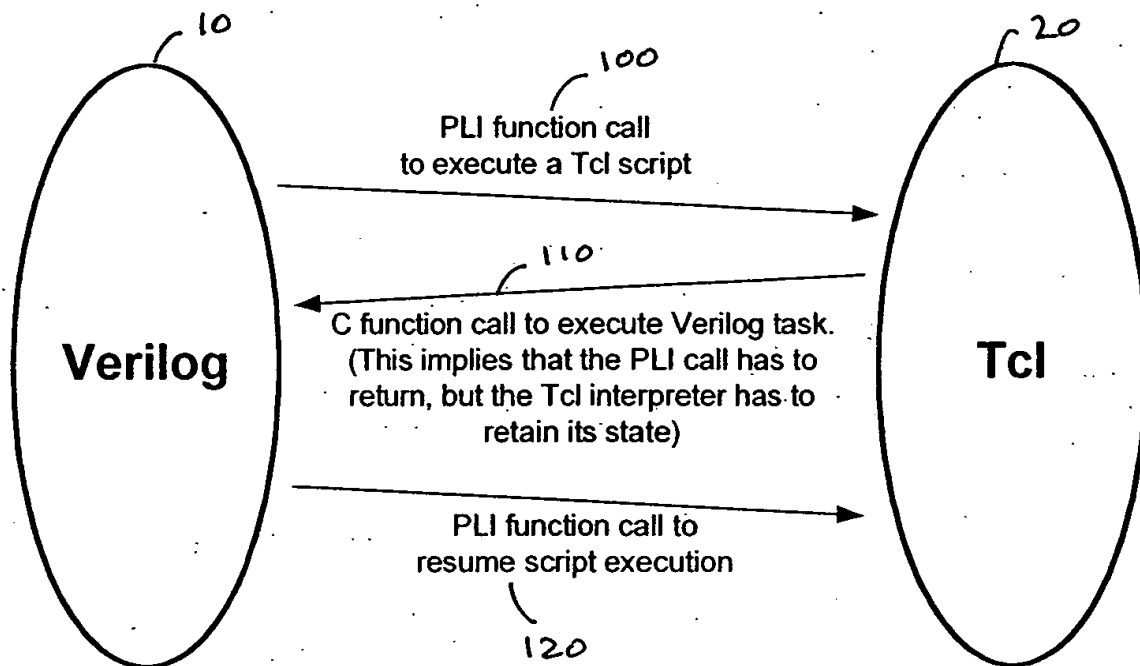 10
20
100
PLI function call
to execute a Tcl script
110
C function call to execute Verilog task.
(This implies that the PLI call has to
return, but the Tcl interpreter has to
retain its state)
Verilog
Tcl
PLI function call to
resume script execution
120